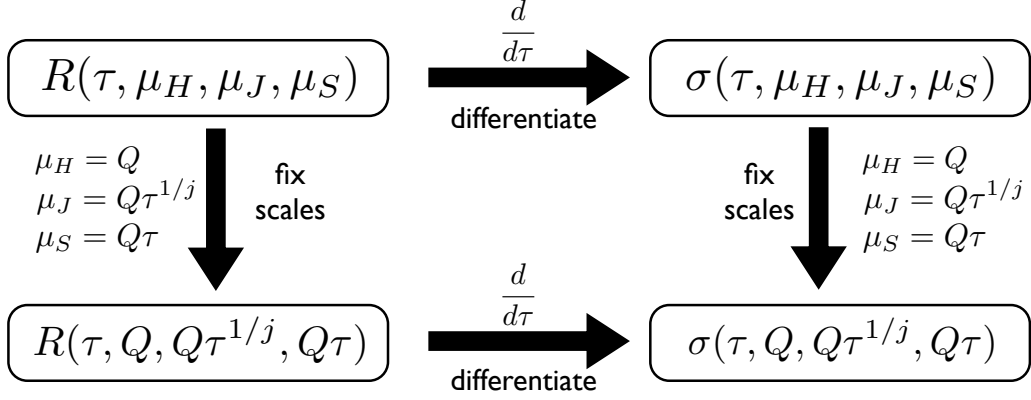 d/dτ
R(τ, μ_H, μ_J, μ_S)
σ(τ, μ_H, μ_J, μ_S)
differentiate
μ_H = Q
μ_J = Qτ^{1/j}
μ_S = Qτ
fix
scales
fix
scales
μ_H = Q
μ_J = Qτ^{1/j}
μ_S = Qτ
d/dτ
R(τ, Q, Qτ^{1/j}, Qτ)
σ(τ, Q, Qτ^{1/j}, Qτ)
differentiate